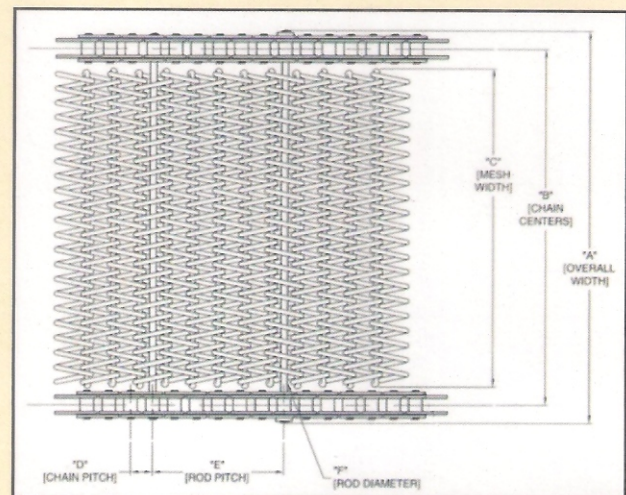 "C"
[MESH
WIDTH]
"B"
[CHAIN
CENTERS]
"A"
[OVERALL
WIDTH]
"D"
[CHAIN PITCH]
"E"
[ROD PITCH]
"F"
[ROD DIAMETER]